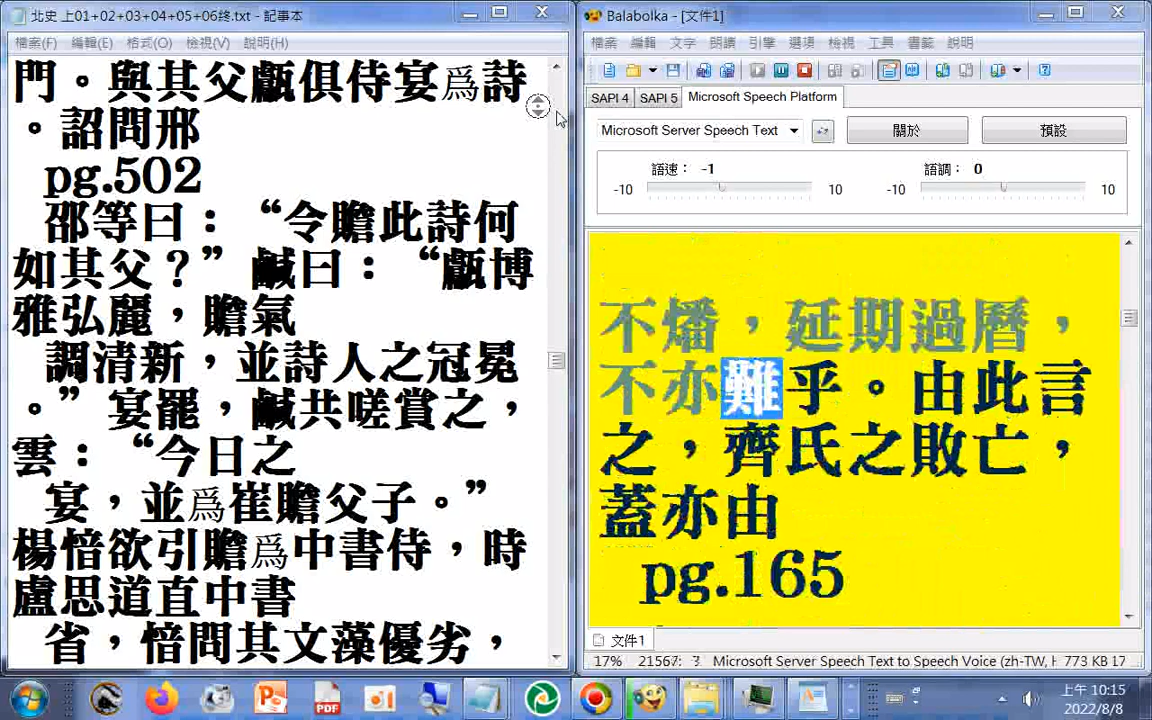 北史 上01+02+03+04+05+06终.txt - 記事本
檔案(F) 編輯(E) 格式(O) 檢視(V) 說明(H)
門。與其父甗俱侍宴爲詩
。詔問邢
pg.502
邵等曰：“令贍此詩何
如其父？”鹹曰：“甗博
雅弘麗，贍氣
調清新，並詩人之冠冕
。”宴罷，鹹共嗟賞之，
雲：“今日之
宴，並爲崔贍父子。”
楊愔欲引贍爲中書侍，時
盧思道直中書
省，愔問其文藻優劣，
Balabolka - [文件1]
檔案 編輯 文字 朗讀 引擎 選項 檢視 工具 書籤 說明
SAPI 4 SAPI 5 Microsoft Speech Platform
Microsoft Server Speech Text 關於 預設
語速： -1 語調： 0
-10 10 -10 10
不燔，延期過曆，
不亦難乎。由此言
之，齊氏之敗亡，
蓋亦由
pg.165
文件1
17% 21567: 3 Microsoft Server Speech Text to Speech Voice (zh-TW, H 773 KB 17
上午 10:15
2022/8/8